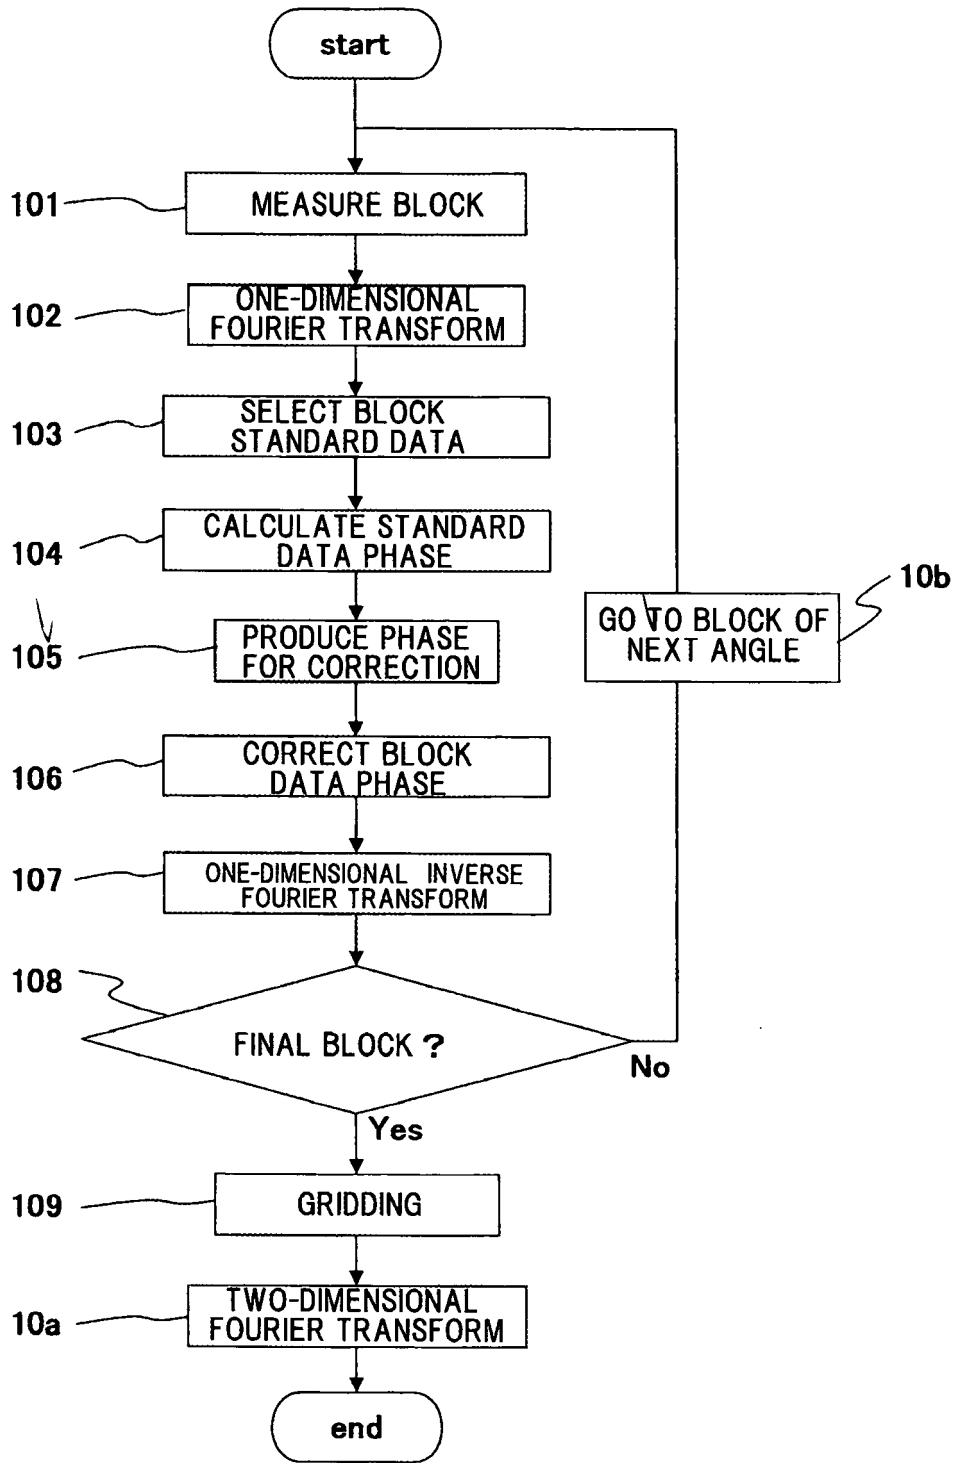 start
101
MEASURE BLOCK
102
ONE-DIMENSIONAL
FOURIER TRANSFORM
103
SELECT BLOCK
STANDARD DATA
104
CALCULATE STANDARD
DATA PHASE
10b
GO TO BLOCK OF
NEXT ANGLE
105
PRODUCE PHASE
FOR CORRECTION
106
CORRECT BLOCK
DATA PHASE
107
ONE-DIMENSIONAL INVERSE
FOURIER TRANSFORM
108
FINAL BLOCK ?
No
Yes
109
GRIDDING
10a
TWO-DIMENSIONAL
FOURIER TRANSFORM
end